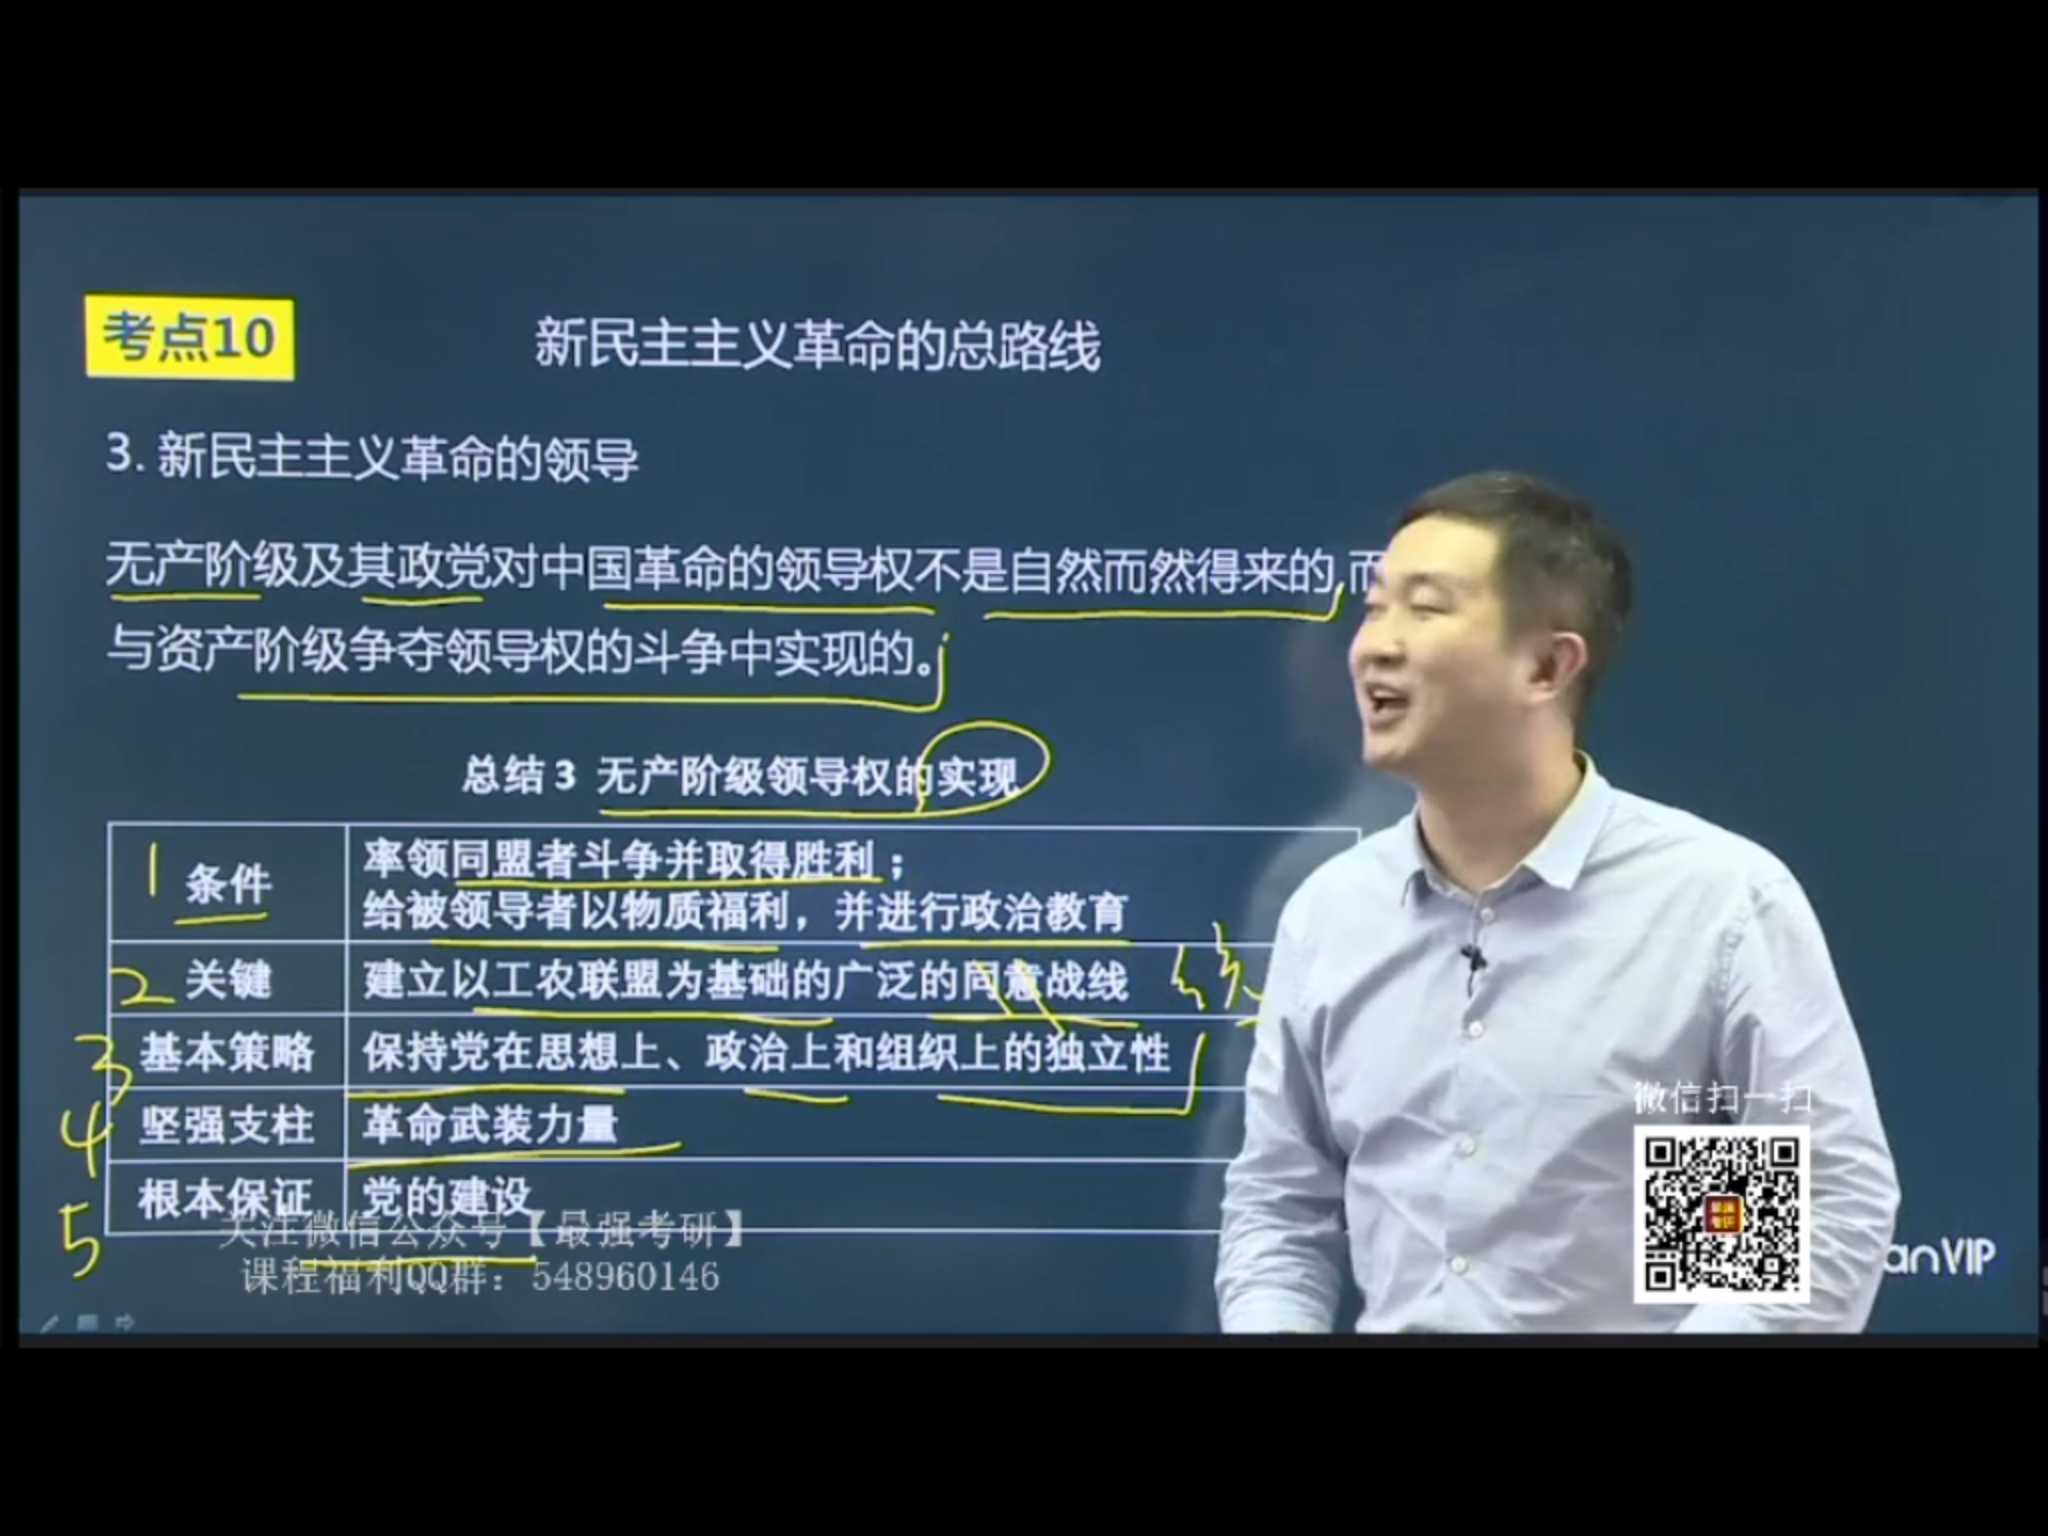 考点10
新民主主义革命的总路线
3. 新民主主义革命的领导
无产阶级及其政党对中国革命的领导权不是自然而然得来的,而
与资产阶级争夺领导权的斗争中实现的。
总结3 无产阶级领导权的实现
1 条件
率领同盟者斗争并取得胜利；
给被领导者以物质福利，并进行政治教育
2 关键
建立以工农联盟为基础的广泛的同意战线 统一
3 基本策略
保持党在思想上、政治上和组织上的独立性
4 坚强支柱
革命武装力量
5 根本保证
党的建设
关注微信公众号【最强考研】
课程福利QQ群：548960146
微信扫一扫
最强
考研
anVIP